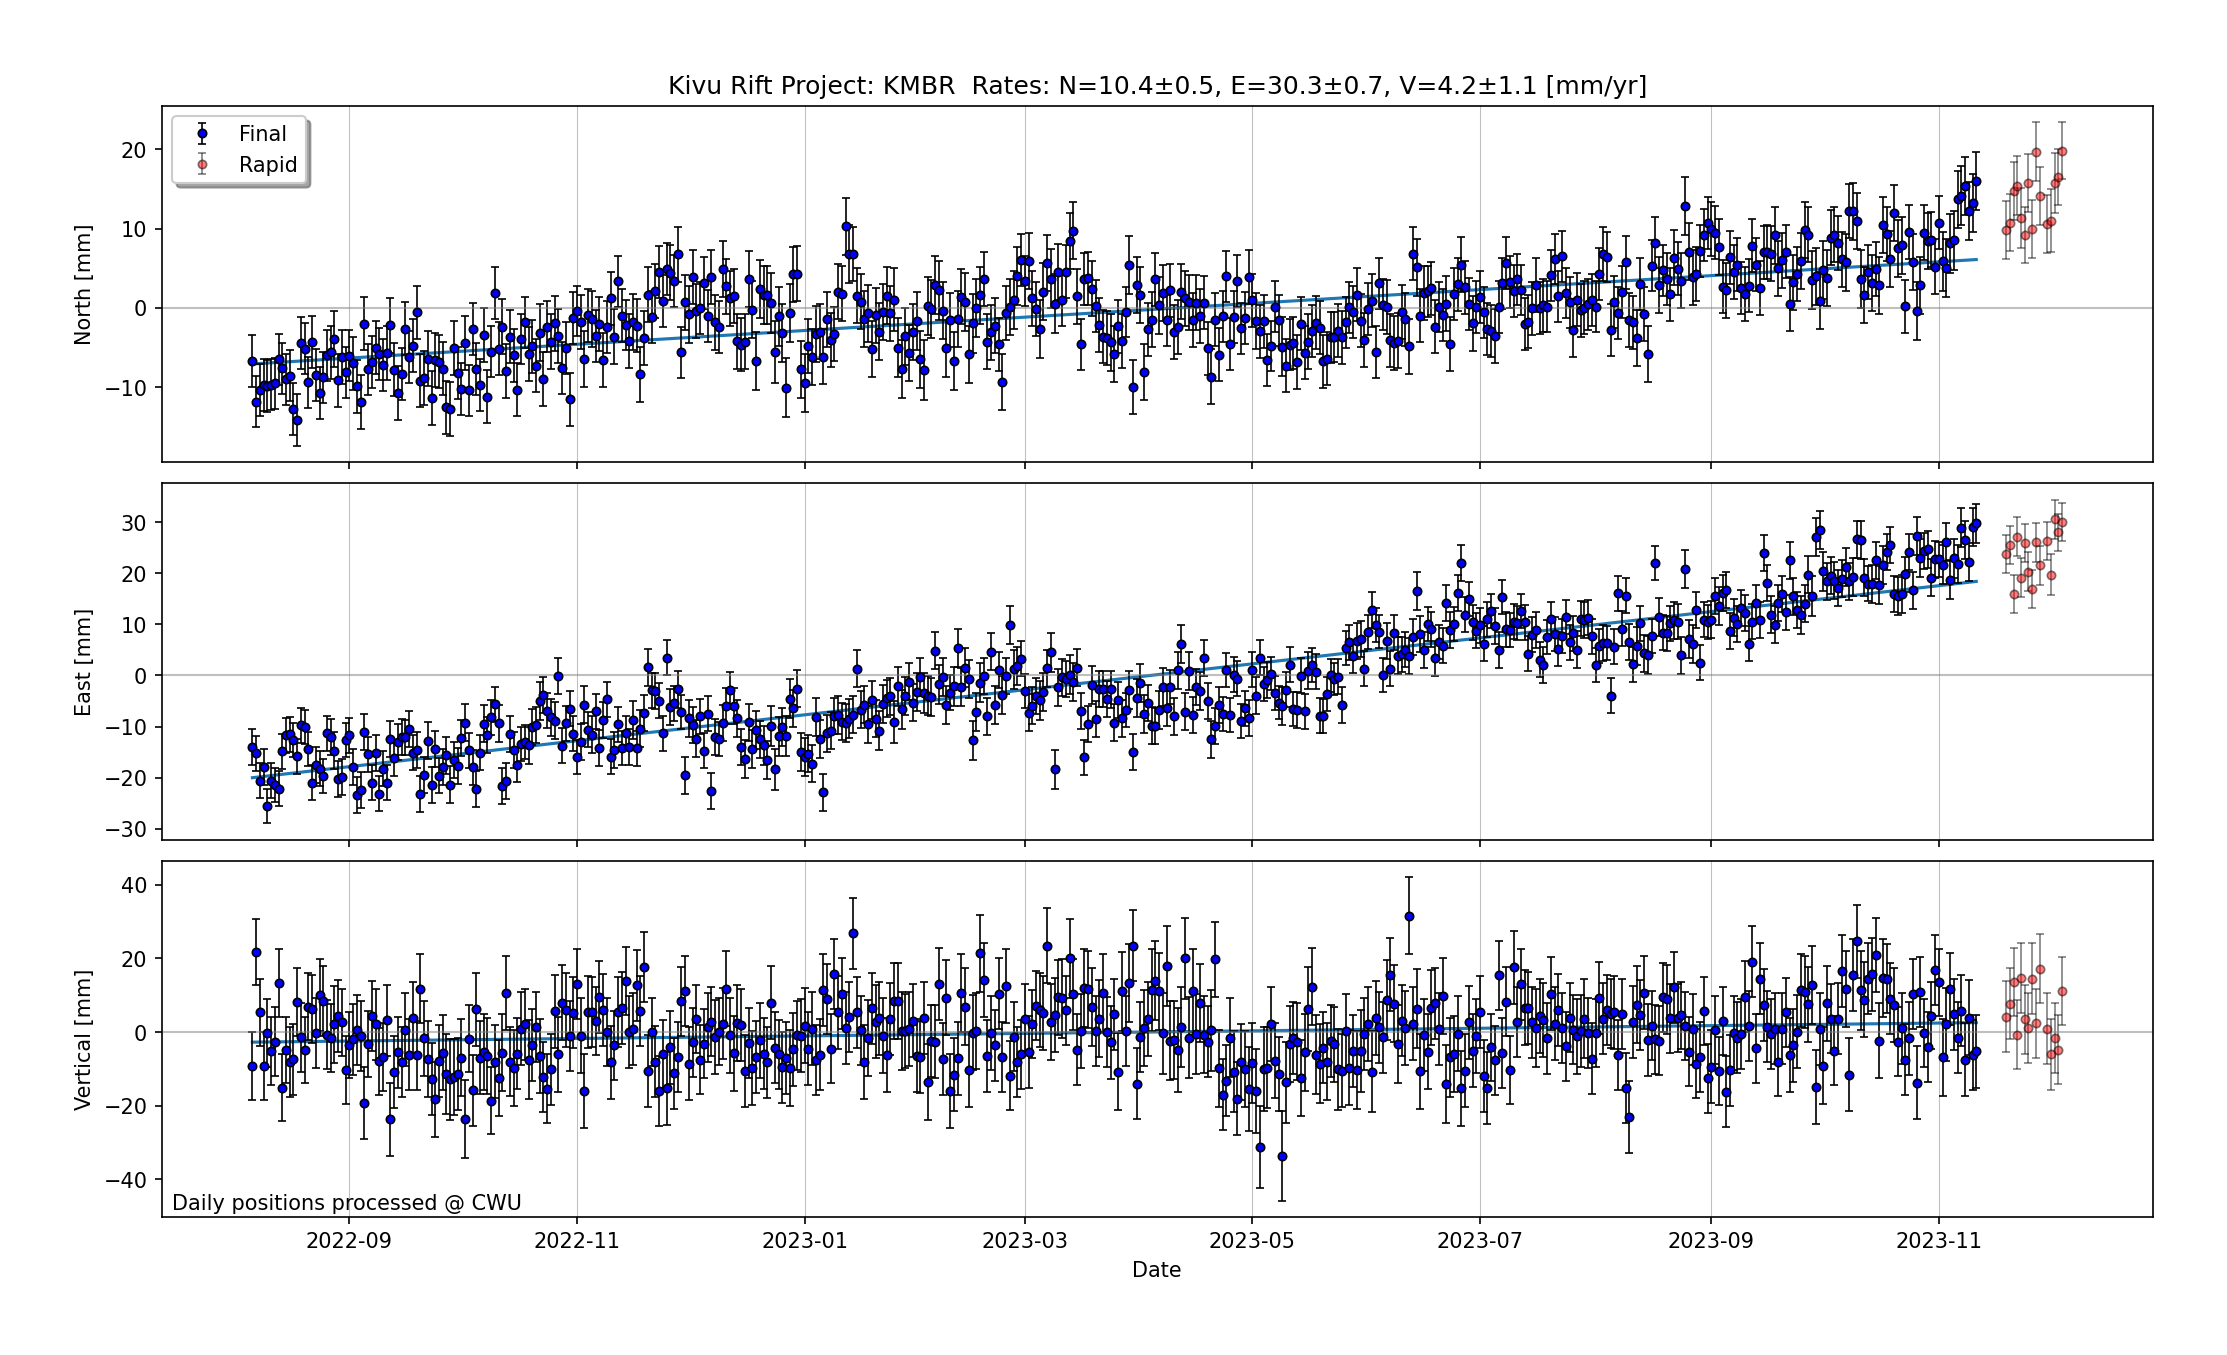 Kivu Rift Project: KMBR  Rates: N=10.4±0.5, E=30.3±0.7, V=4.2±1.1 [mm/yr]
Final
Rapid
North [mm]
20
10
0
−10
East [mm]
30
20
10
0
−10
−20
−30
Vertical [mm]
40
20
0
−20
−40
Daily positions processed @ CWU
2022-09 2022-11 2023-01 2023-03 2023-05 2023-07 2023-09 2023-11
Date